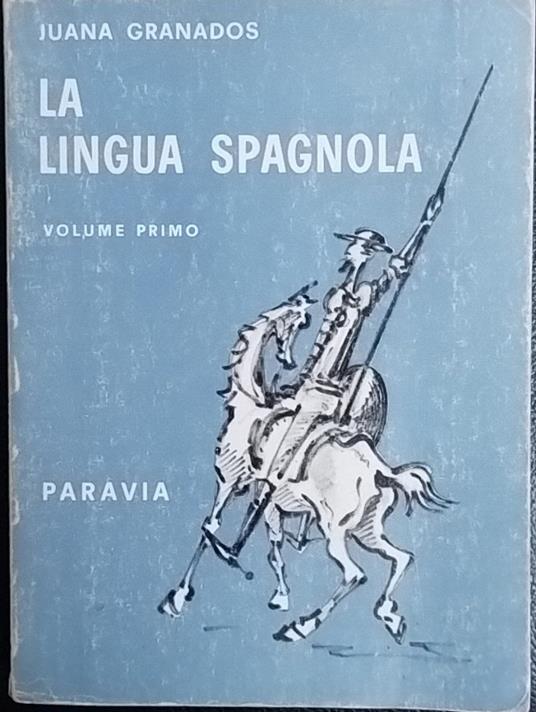 JUANA GRANADOS
LA
LINGUA SPAGNOLA
VOLUME PRIMO
PARAVIA